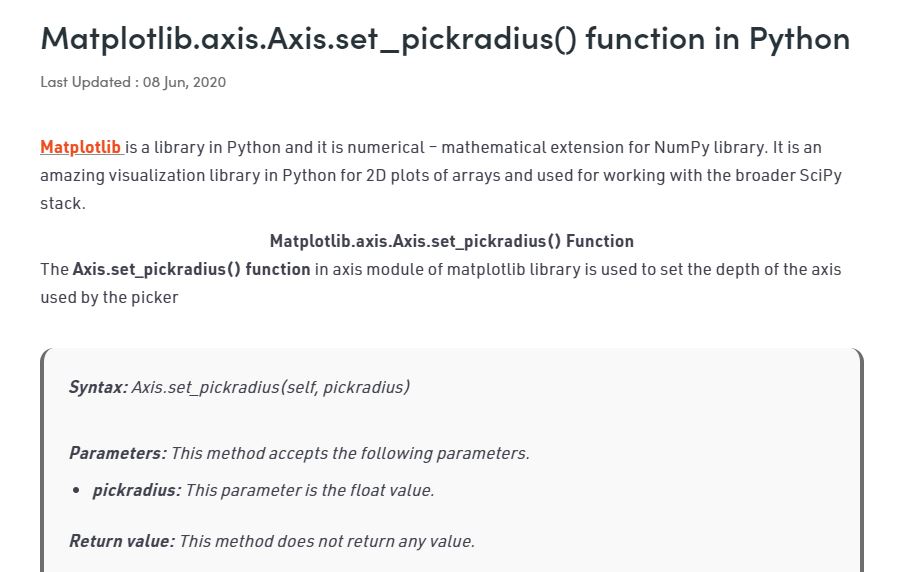 Matplotlib.axis.Axis.set_pickradius() function in Python
Last Updated : 08 Jun, 2020
Matplotlib is a library in Python and it is numerical – mathematical extension for NumPy library. It is an
amazing visualization library in Python for 2D plots of arrays and used for working with the broader SciPy
stack.
Matplotlib.axis.Axis.set_pickradius() Function
The Axis.set_pickradius() function in axis module of matplotlib library is used to set the depth of the axis
used by the picker
Syntax: Axis.set_pickradius(self, pickradius)
Parameters: This method accepts the following parameters.
• pickradius: This parameter is the float value.
Return value: This method does not return any value.